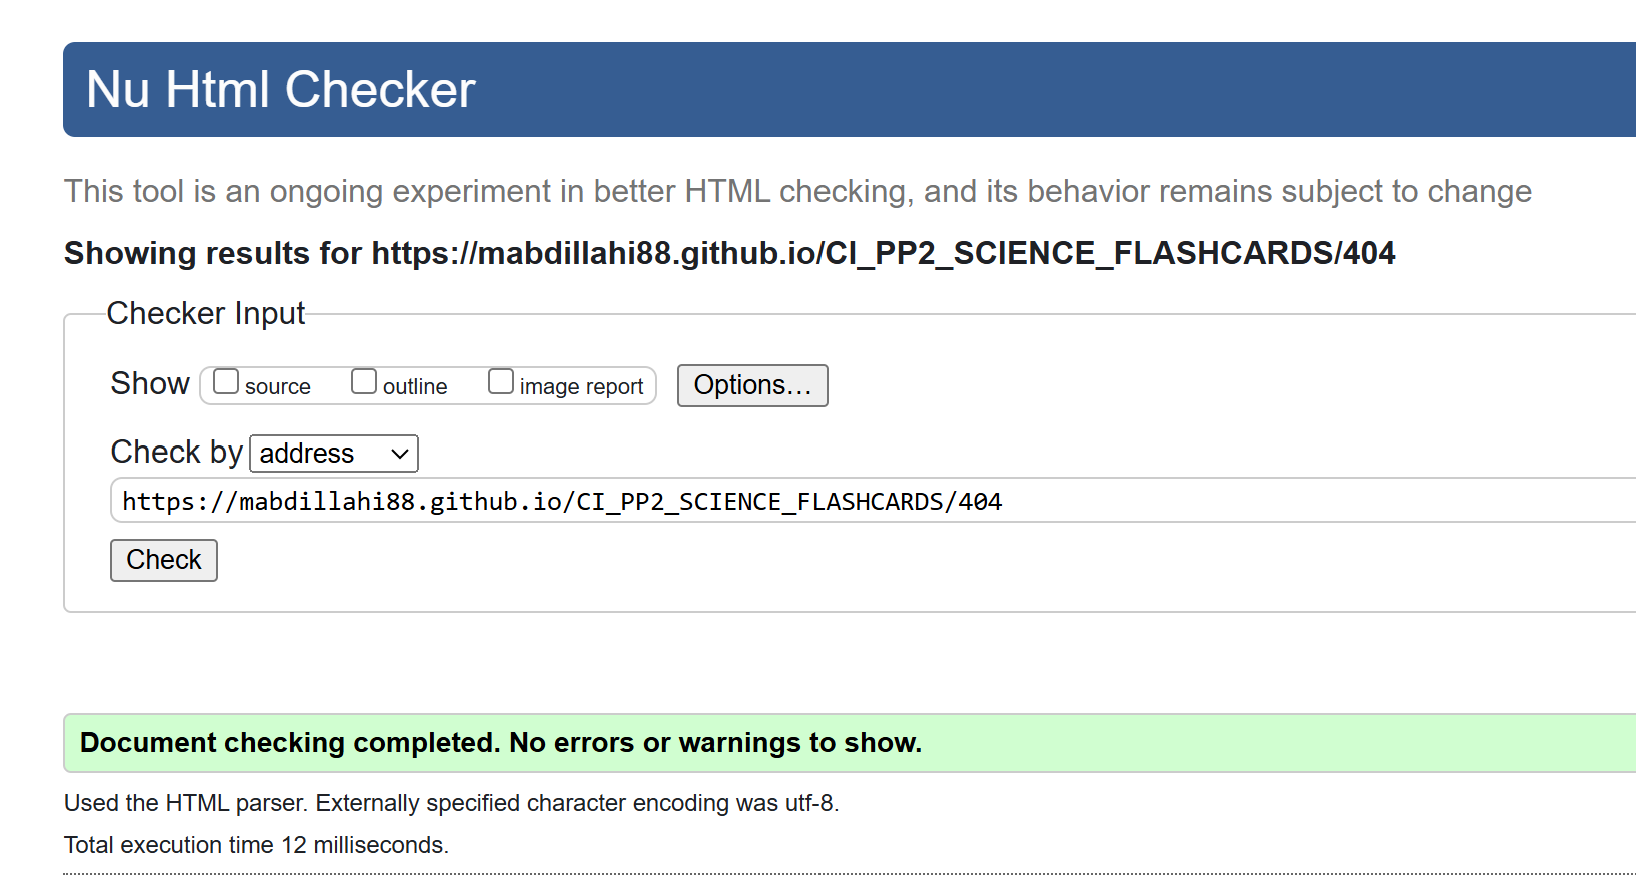 Nu Html Checker
This tool is an ongoing experiment in better HTML checking, and its behavior remains subject to change
Showing results for https://mabdillahi88.github.io/CI_PP2_SCIENCE_FLASHCARDS/404
Checker Input
Show source outline image report Options…
Check by address
https://mabdillahi88.github.io/CI_PP2_SCIENCE_FLASHCARDS/404
Check
Document checking completed. No errors or warnings to show.
Used the HTML parser. Externally specified character encoding was utf-8.
Total execution time 12 milliseconds.